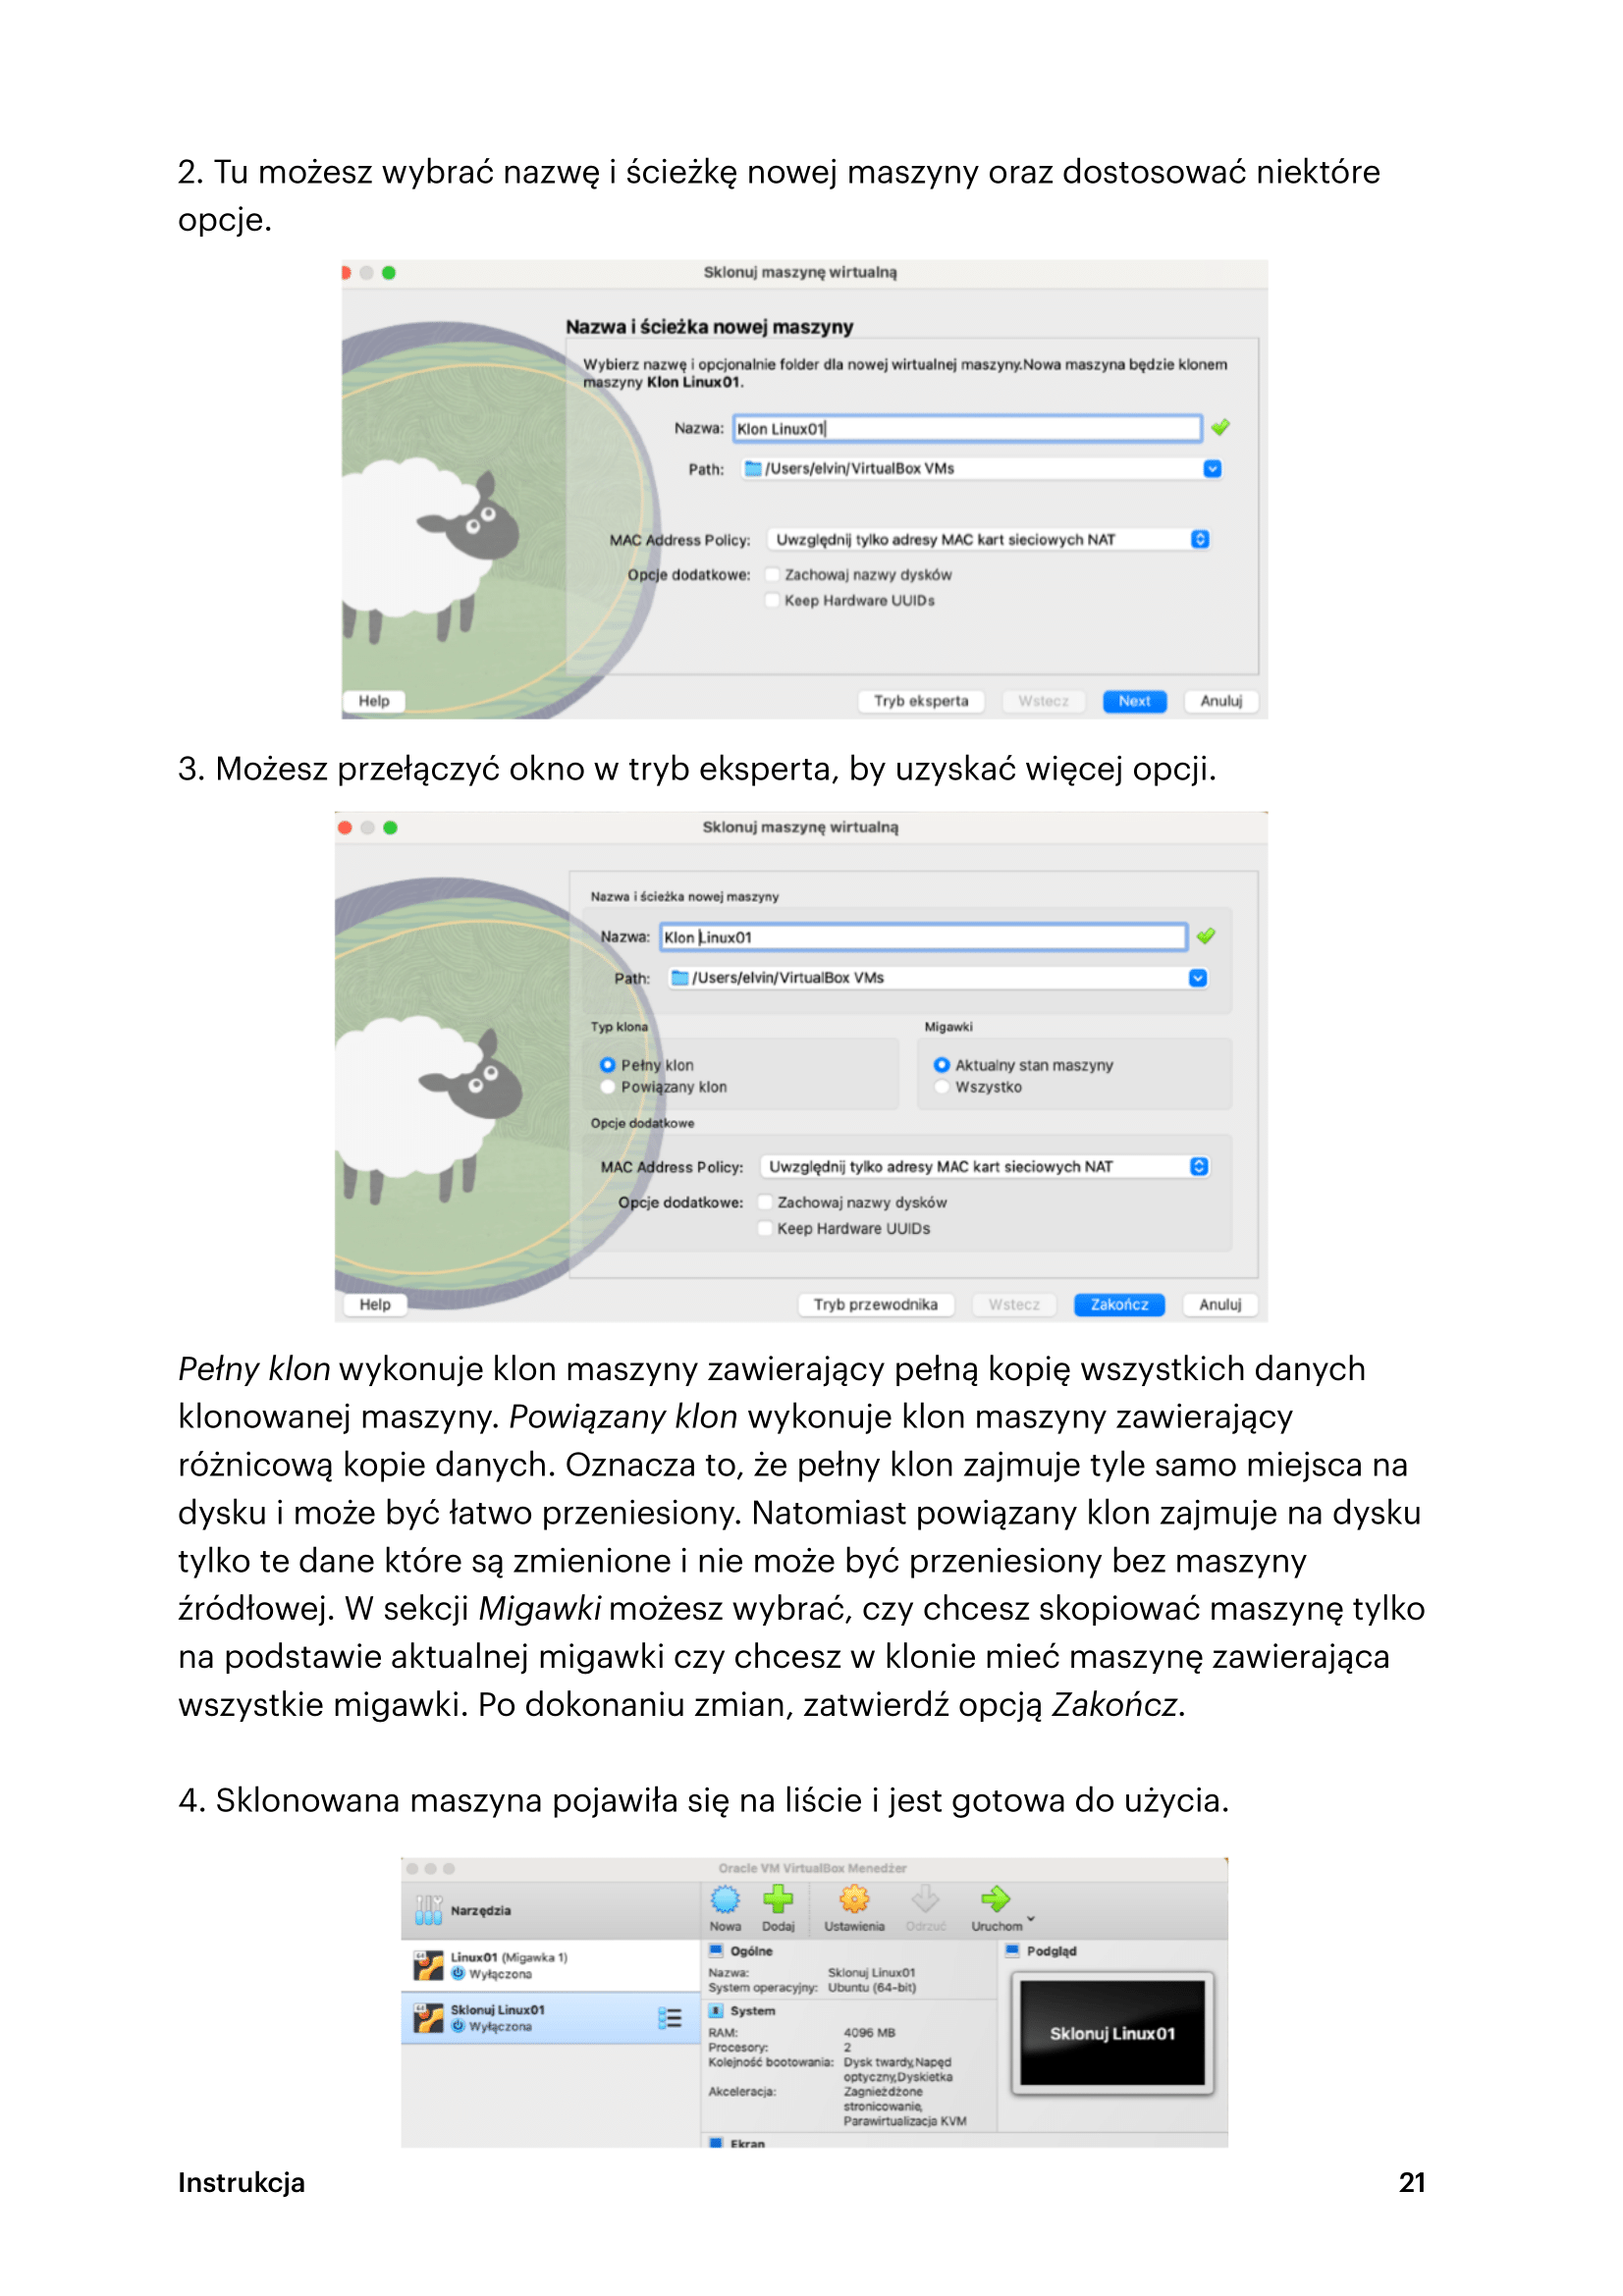 2. Tu możesz wybrać nazwę i ścieżkę nowej maszyny oraz dostosować niektóre
opcje.
Sklonuj maszynę wirtualną
Nazwa i ścieżka nowej maszyny
Wybierz nazwę i opcjonalnie folder dla nowej wirtualnej maszyny.Nowa maszyna będzie klonem
maszyny Klon Linux01.
Nazwa: Klon Linux01
Path: /Users/elvin/VirtualBox VMs
MAC Address Policy: Uwzględnij tylko adresy MAC kart sieciowych NAT
Opcje dodatkowe: Zachowaj nazwy dysków
Keep Hardware UUIDs
Help Tryb eksperta Wstecz Next Anuluj
3. Możesz przełączyć okno w tryb eksperta, by uzyskać więcej opcji.
Sklonuj maszynę wirtualną
Nazwa i ścieżka nowej maszyny
Nazwa: Klon Linux01
Path: /Users/elvin/VirtualBox VMs
Typ klona Migawki
Pełny klon Aktualny stan maszyny
Powiązany klon Wszystko
Opcje dodatkowe
MAC Address Policy: Uwzględnij tylko adresy MAC kart sieciowych NAT
Opcje dodatkowe: Zachowaj nazwy dysków
Keep Hardware UUIDs
Help Tryb przewodnika Wstecz Zakończ Anuluj
Pełny klon wykonuje klon maszyny zawierający pełną kopię wszystkich danych
klonowanej maszyny. Powiązany klon wykonuje klon maszyny zawierający
różnicową kopie danych. Oznacza to, że pełny klon zajmuje tyle samo miejsca na
dysku i może być łatwo przeniesiony. Natomiast powiązany klon zajmuje na dysku
tylko te dane które są zmienione i nie może być przeniesiony bez maszyny
źródłowej. W sekcji Migawki możesz wybrać, czy chcesz skopiować maszynę tylko
na podstawie aktualnej migawki czy chcesz w klonie mieć maszynę zawierająca
wszystkie migawki. Po dokonaniu zmian, zatwierdź opcją Zakończ.
4. Sklonowana maszyna pojawiła się na liście i jest gotowa do użycia.
Oracle VM VirtualBox Menedżer
Narzędzia
Nowa Dodaj Ustawienia Odrzuć Uruchom
64 Linux01 (Migawka 1)
Wyłączona
64 Sklonuj Linux01
Wyłączona
Ogólne
Nazwa: Sklonuj Linux01
System operacyjny: Ubuntu (64-bit)
System
RAM: 4096 MB
Procesory: 2
Kolejność bootowania: Dysk twardy,Napęd
optyczny,Dyskietka
Akceleracja: Zagnieżdżone
stronicowanie,
Parawirtualizacja KVM
Ekran
Podgląd
Sklonuj Linux01
Instrukcja 21